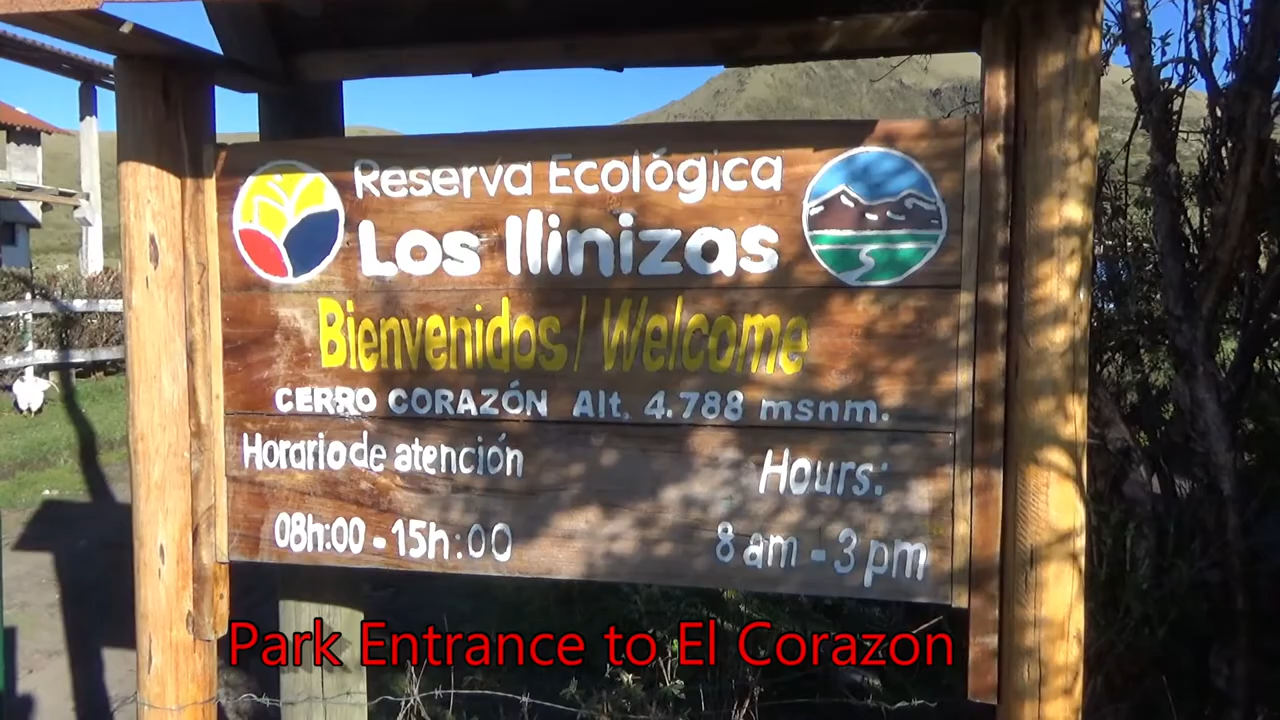 Reserva Ecológica
Los Ilinizas
Bienvenidos / Welcome
CERRO CORAZÓN Alt. 4.788 msnm.
Horario de atención
Hours:
08h:00 - 15h:00
8 am - 3 pm
Park Entrance to El Corazon